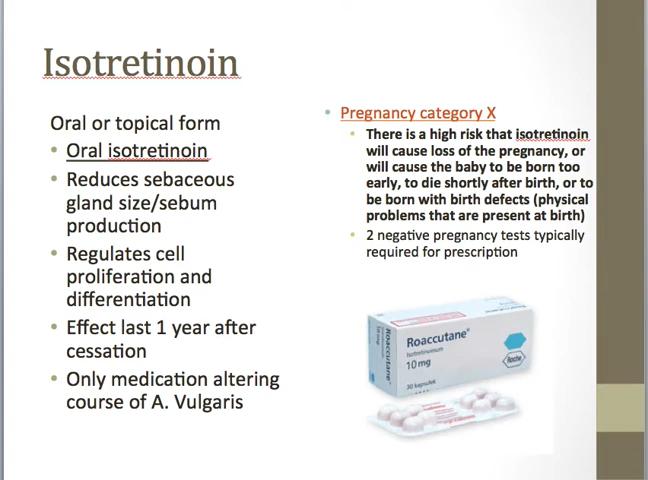 Isotretinoin
Oral or topical form
• Oral isotretinoin
• Reduces sebaceous
gland size/sebum
production
• Regulates cell
proliferation and
differentiation
• Effect last 1 year after
cessation
• Only medication altering
course of A. Vulgaris
• Pregnancy category X
• There is a high risk that isotretinoin
will cause loss of the pregnancy, or
will cause the baby to be born too
early, to die shortly after birth, or to
be born with birth defects (physical
problems that are present at birth)
• 2 negative pregnancy tests typically
required for prescription
Roaccutane®
Isotretinoinum
10 mg
30 kapsułek
Roche